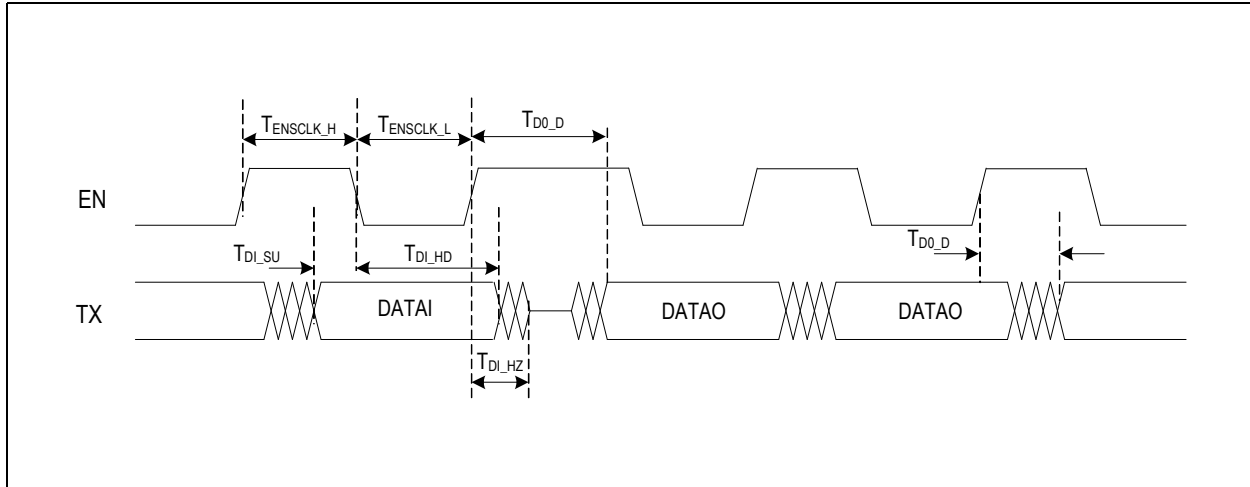 TENSCLK_H
TENSCLK_L
TD0_D
EN
TDI_SU
TDI_HD
TD0_D
TX
DATAI
DATAO
DATAO
TDI_HZ